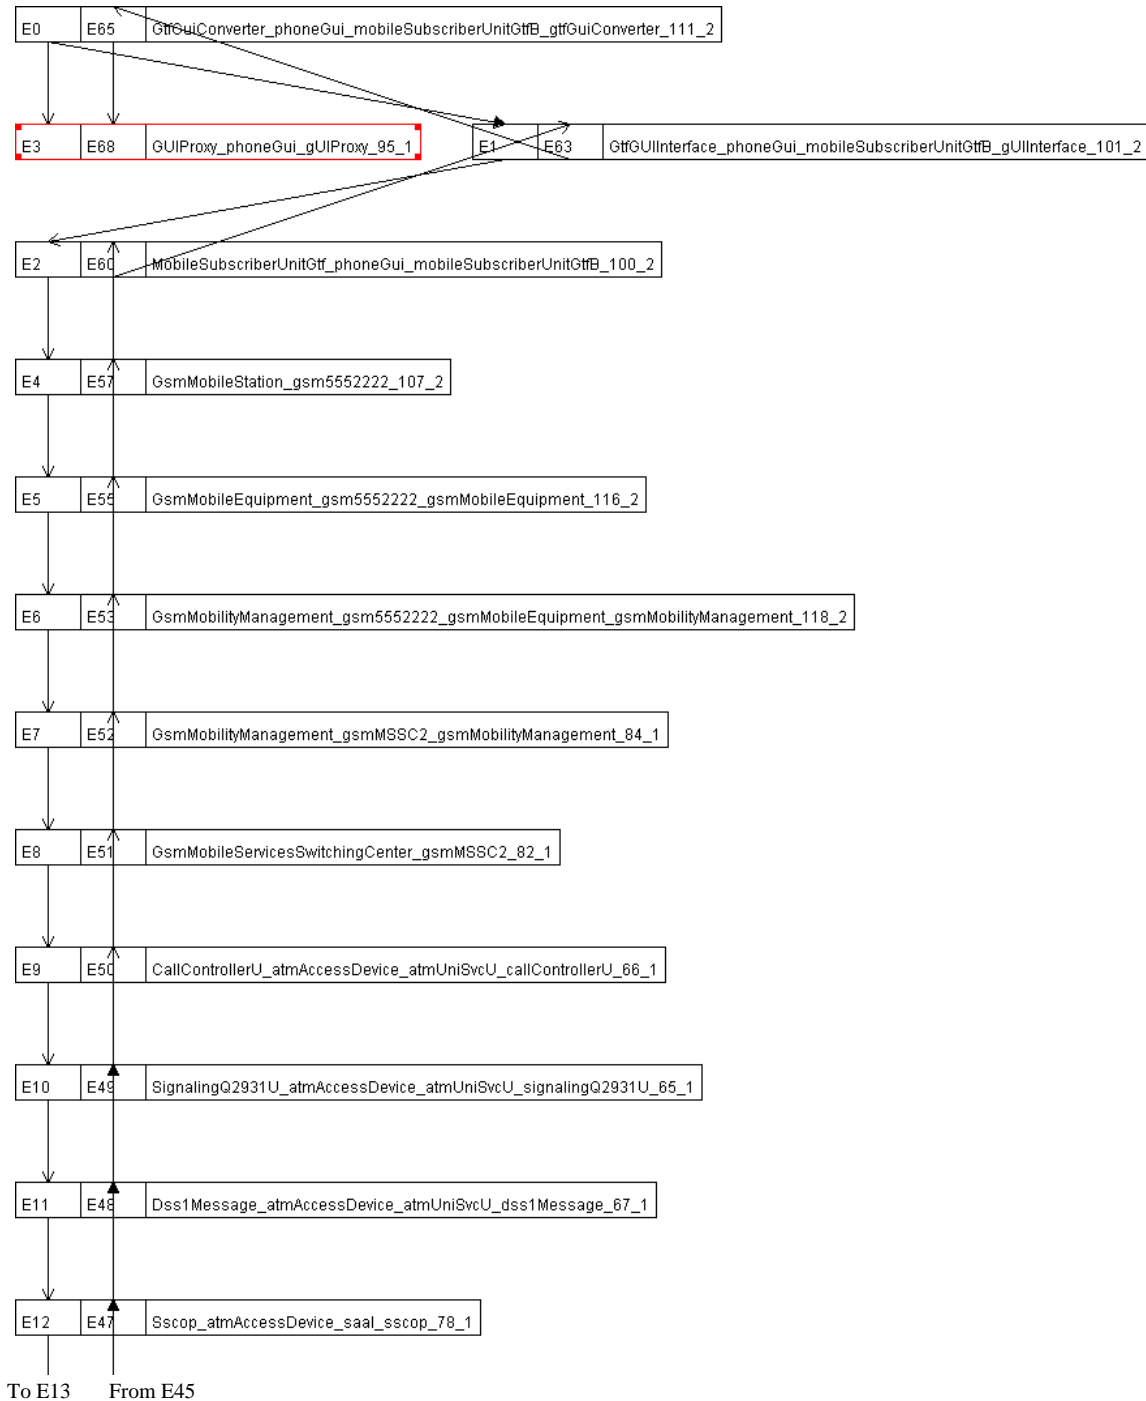 E0 E65 GtfGuiConverter_phoneGui_mobileSubscriberUnitGtfB_gtfGuiConverter_111_2
E3 E68 GUIProxy_phoneGui_gUIProxy_95_1 E1 E63 GtfGUIInterface_phoneGui_mobileSubscriberUnitGtfB_gUIInterface_101_2
E2 E60 MobileSubscriberUnitGtf_phoneGui_mobileSubscriberUnitGtfB_100_2
E4 E57 GsmMobileStation_gsm5552222_107_2
E5 E55 GsmMobileEquipment_gsm5552222_gsmMobileEquipment_116_2
E6 E53 GsmMobilityManagement_gsm5552222_gsmMobileEquipment_gsmMobilityManagement_118_2
E7 E52 GsmMobilityManagement_gsmMSSC2_gsmMobilityManagement_84_1
E8 E51 GsmMobileServicesSwitchingCenter_gsmMSSC2_82_1
E9 E50 CallControllerU_atmAccessDevice_atmUniSvcU_callControllerU_66_1
E10 E49 SignalingQ2931U_atmAccessDevice_atmUniSvcU_signalingQ2931U_65_1
E11 E48 Dss1Message_atmAccessDevice_atmUniSvcU_dss1Message_67_1
E12 E47 Sscop_atmAccessDevice_saal_sscop_78_1
To E13 From E45